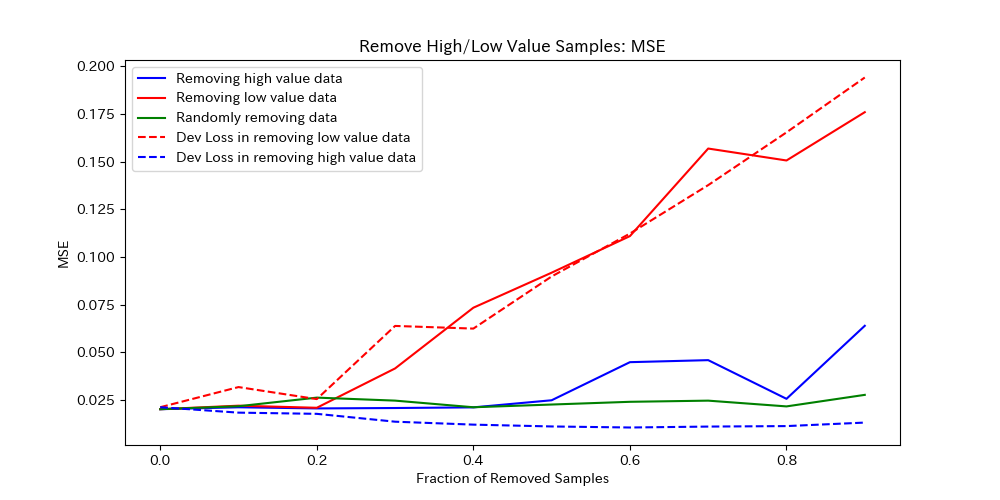 Remove High/Low Value Samples: MSE
Removing high value data
Removing low value data
Randomly removing data
Dev Loss in removing low value data
Dev Loss in removing high value data
0.200
0.175
0.150
0.125
0.100
0.075
0.050
0.025
MSE
0.0 0.2 0.4 0.6 0.8
Fraction of Removed Samples